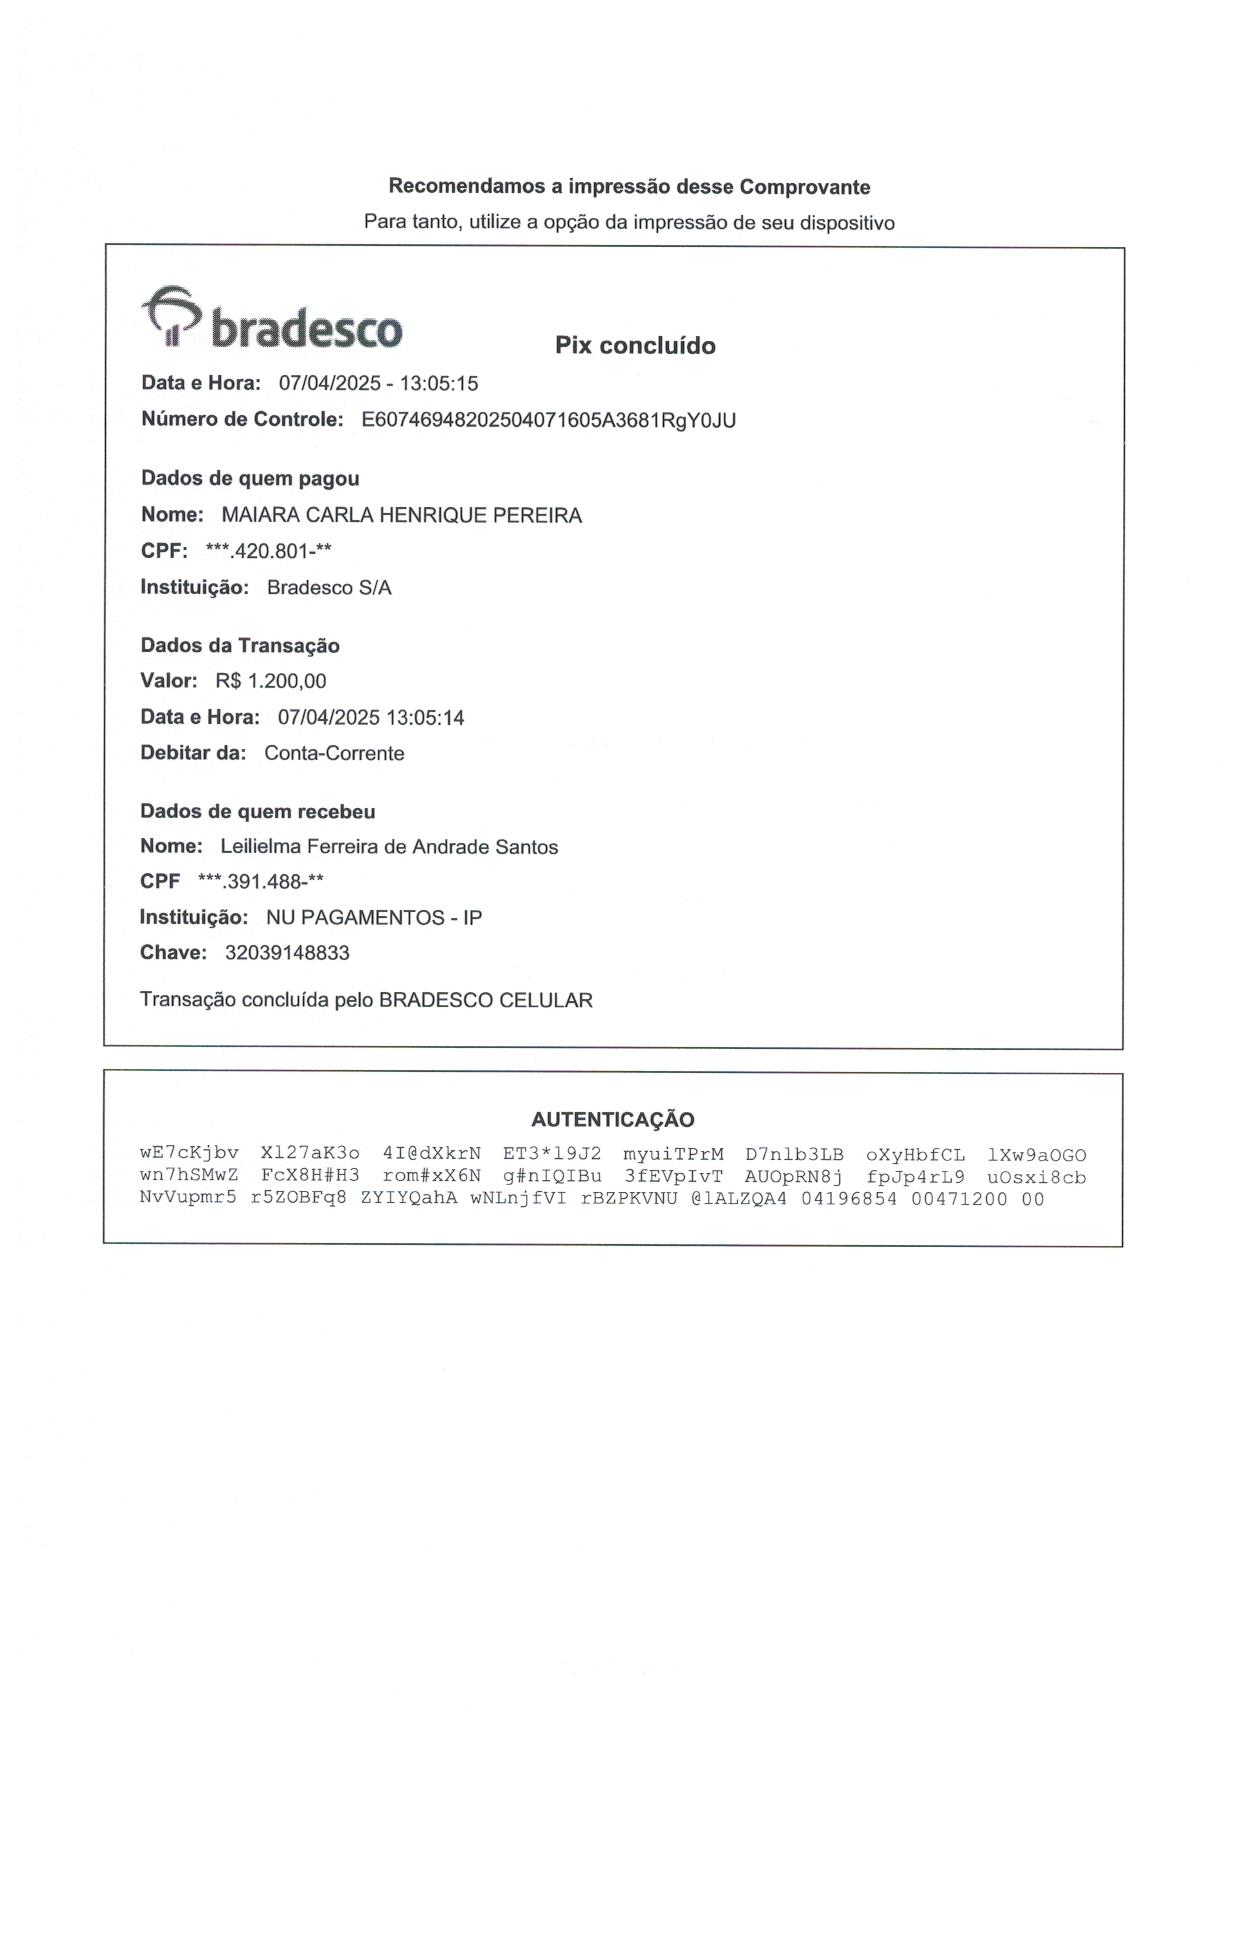 Recomendamos a impressão desse Comprovante
Para tanto, utilize a opção da impressão de seu dispositivo
bradesco
Pix concluído
Data e Hora: 07/04/2025 - 13:05:15
Número de Controle: E60746948202504071605A3681RgY0JU
Dados de quem pagou
Nome: MAIARA CARLA HENRIQUE PEREIRA
CPF: ***.420.801-**
Instituição: Bradesco S/A
Dados da Transação
Valor: R$ 1.200,00
Data e Hora: 07/04/2025 13:05:14
Debitar da: Conta-Corrente
Dados de quem recebeu
Nome: Leilielma Ferreira de Andrade Santos
CPF ***.391.488-**
Instituição: NU PAGAMENTOS - IP
Chave: 32039148833
Transação concluída pelo BRADESCO CELULAR
AUTENTICAÇÃO
wE7cKjbv Xl27aK3o 4I@dXkrN ET3*l9J2 myuiTPrM D7nlb3LB oXyHbfCL lXw9aOGO
wn7hSMwZ FcX8H#H3 rom#xX6N g#nIQIBu 3fEVpIvT AUOpRN8j fpJp4rL9 uOsxi8cb
NvVupmr5 r5ZOBFq8 ZYIYQahA wNLnjfVI rBZPKVNU @lALZQA4 04196854 00471200 00